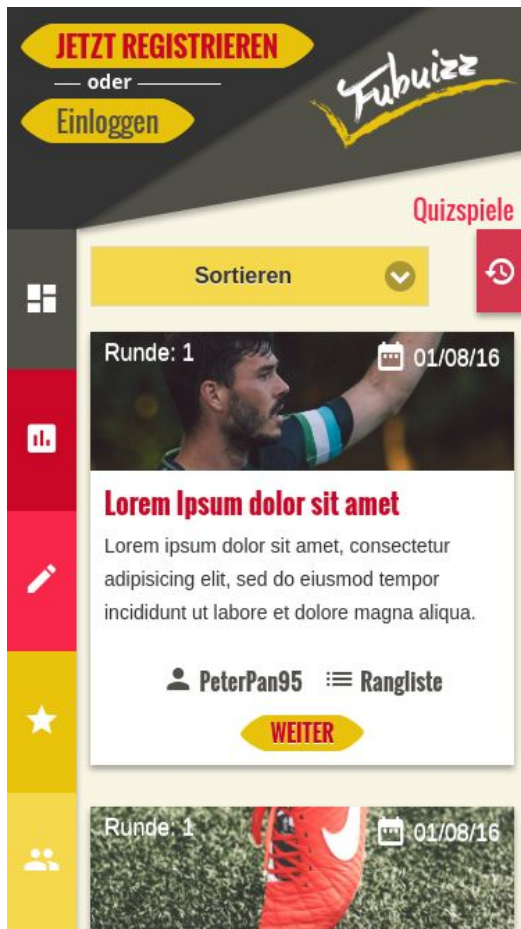 JETZT REGISTRIEREN
oder
Einloggen
Fubuizz
Quizspiele
Sortieren
Runde: 1
01/08/16
Lorem Ipsum dolor sit amet
Lorem ipsum dolor sit amet, consectetur
adipisicing elit, sed do eiusmod tempor
incididunt ut labore et dolore magna aliqua.
PeterPan95 Rangliste
WEITER
Runde: 1
01/08/16